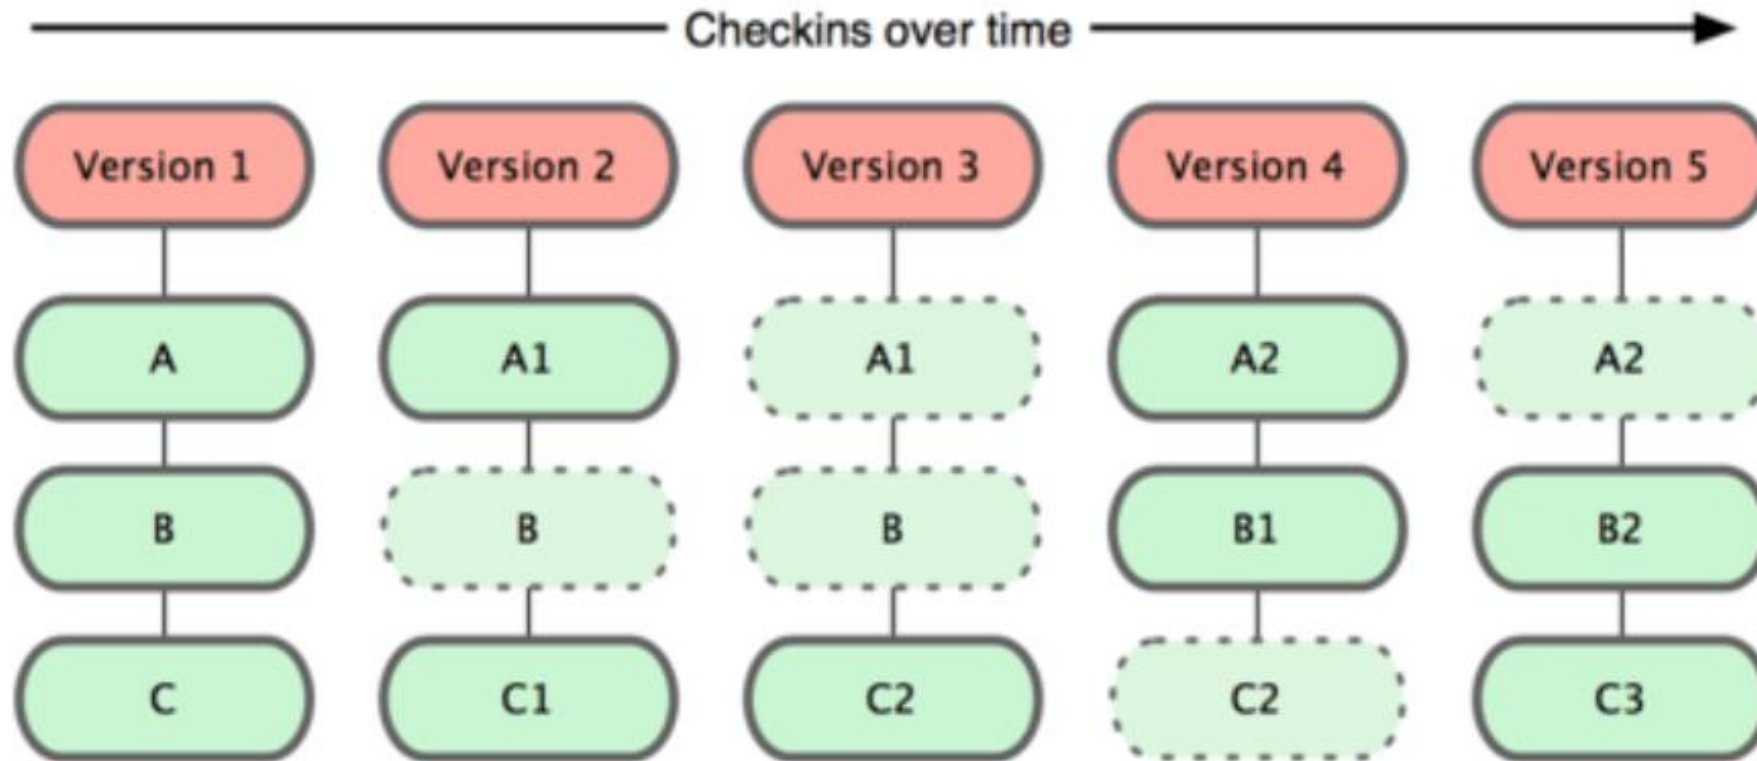 Checkins over time
Version 1 Version 2 Version 3 Version 4 Version 5
A A1 A1 A2 A2
B B B B1 B2
C C1 C2 C2 C3